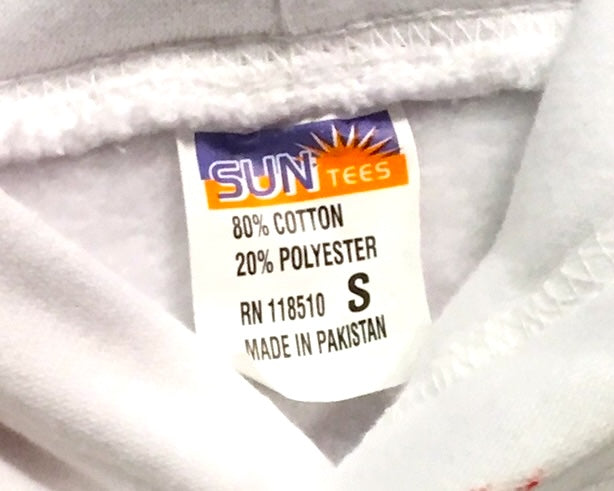 SUN TEES
80% COTTON
20% POLYESTER
RN 118510 S
MADE IN PAKISTAN